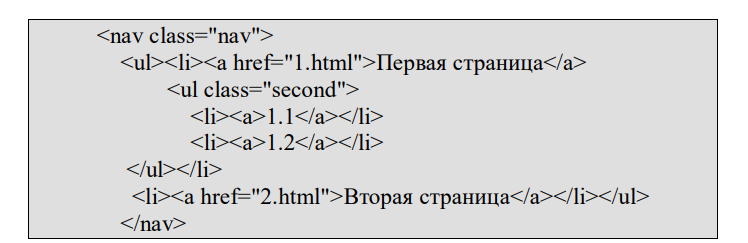 <nav class="nav">
<ul><li><a href="1.html">Первая страница</a>
<ul class="second">
<li><a>1.1</a></li>
<li><a>1.2</a></li>
</ul></li>
<li><a href="2.html">Вторая страница</a></li></ul>
</nav>